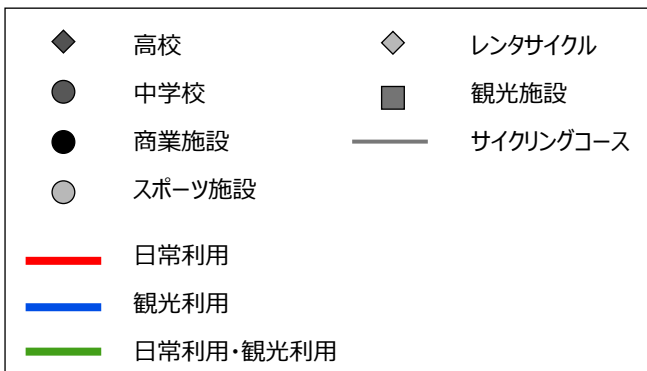 高校
レンタサイクル
中学校
観光施設
商業施設
サイクリングコース
スポーツ施設
日常利用
観光利用
日常利用・観光利用